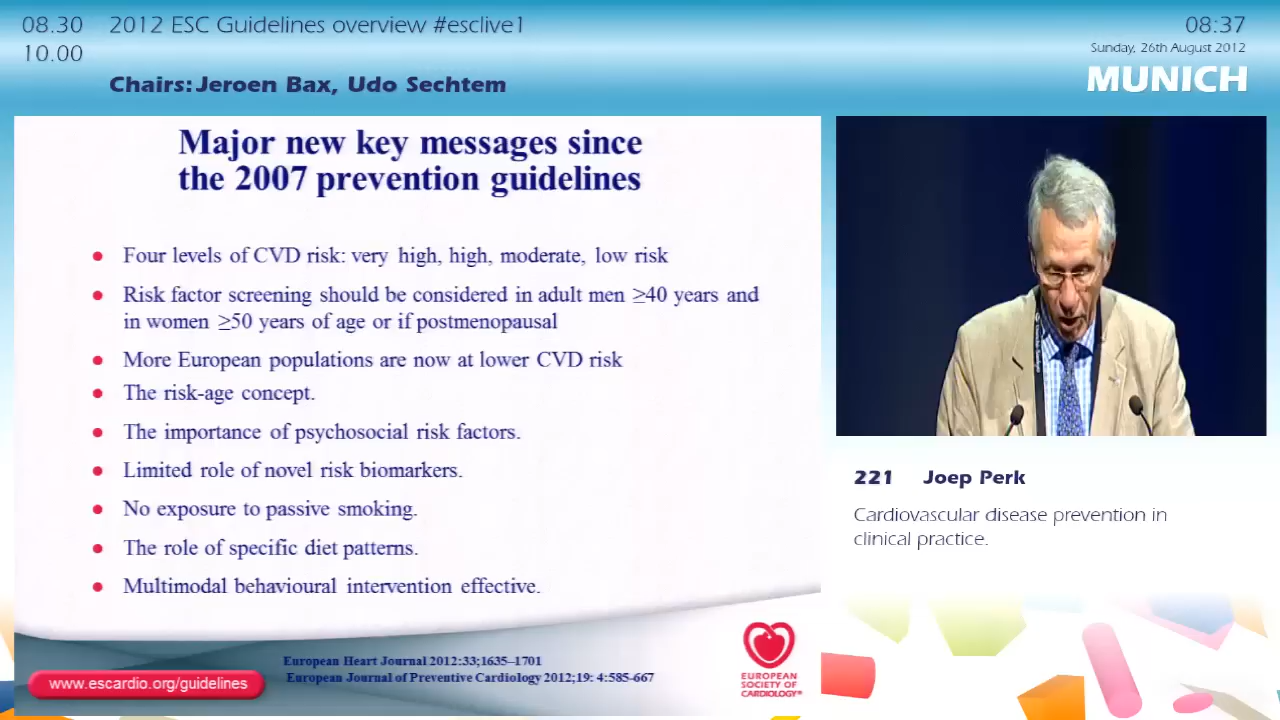 08.30 2012 ESC Guidelines overview #esclive1
10.00
Chairs: Jeroen Bax, Udo Sechtem
08:37
Sunday, 26th August 2012
MUNICH
Major new key messages since
the 2007 prevention guidelines
• Four levels of CVD risk: very high, high, moderate, low risk
• Risk factor screening should be considered in adult men ≥40 years and
in women ≥50 years of age or if postmenopausal
• More European populations are now at lower CVD risk
• The risk-age concept.
• The importance of psychosocial risk factors.
• Limited role of novel risk biomarkers.
• No exposure to passive smoking.
• The role of specific diet patterns.
• Multimodal behavioural intervention effective.
European Heart Journal 2012:33;1635–1701
European Journal of Preventive Cardiology 2012;19: 4:585-667
www.escardio.org/guidelines
EUROPEAN
SOCIETY OF
CARDIOLOGY®
221 Joep Perk
Cardiovascular disease prevention in
clinical practice.